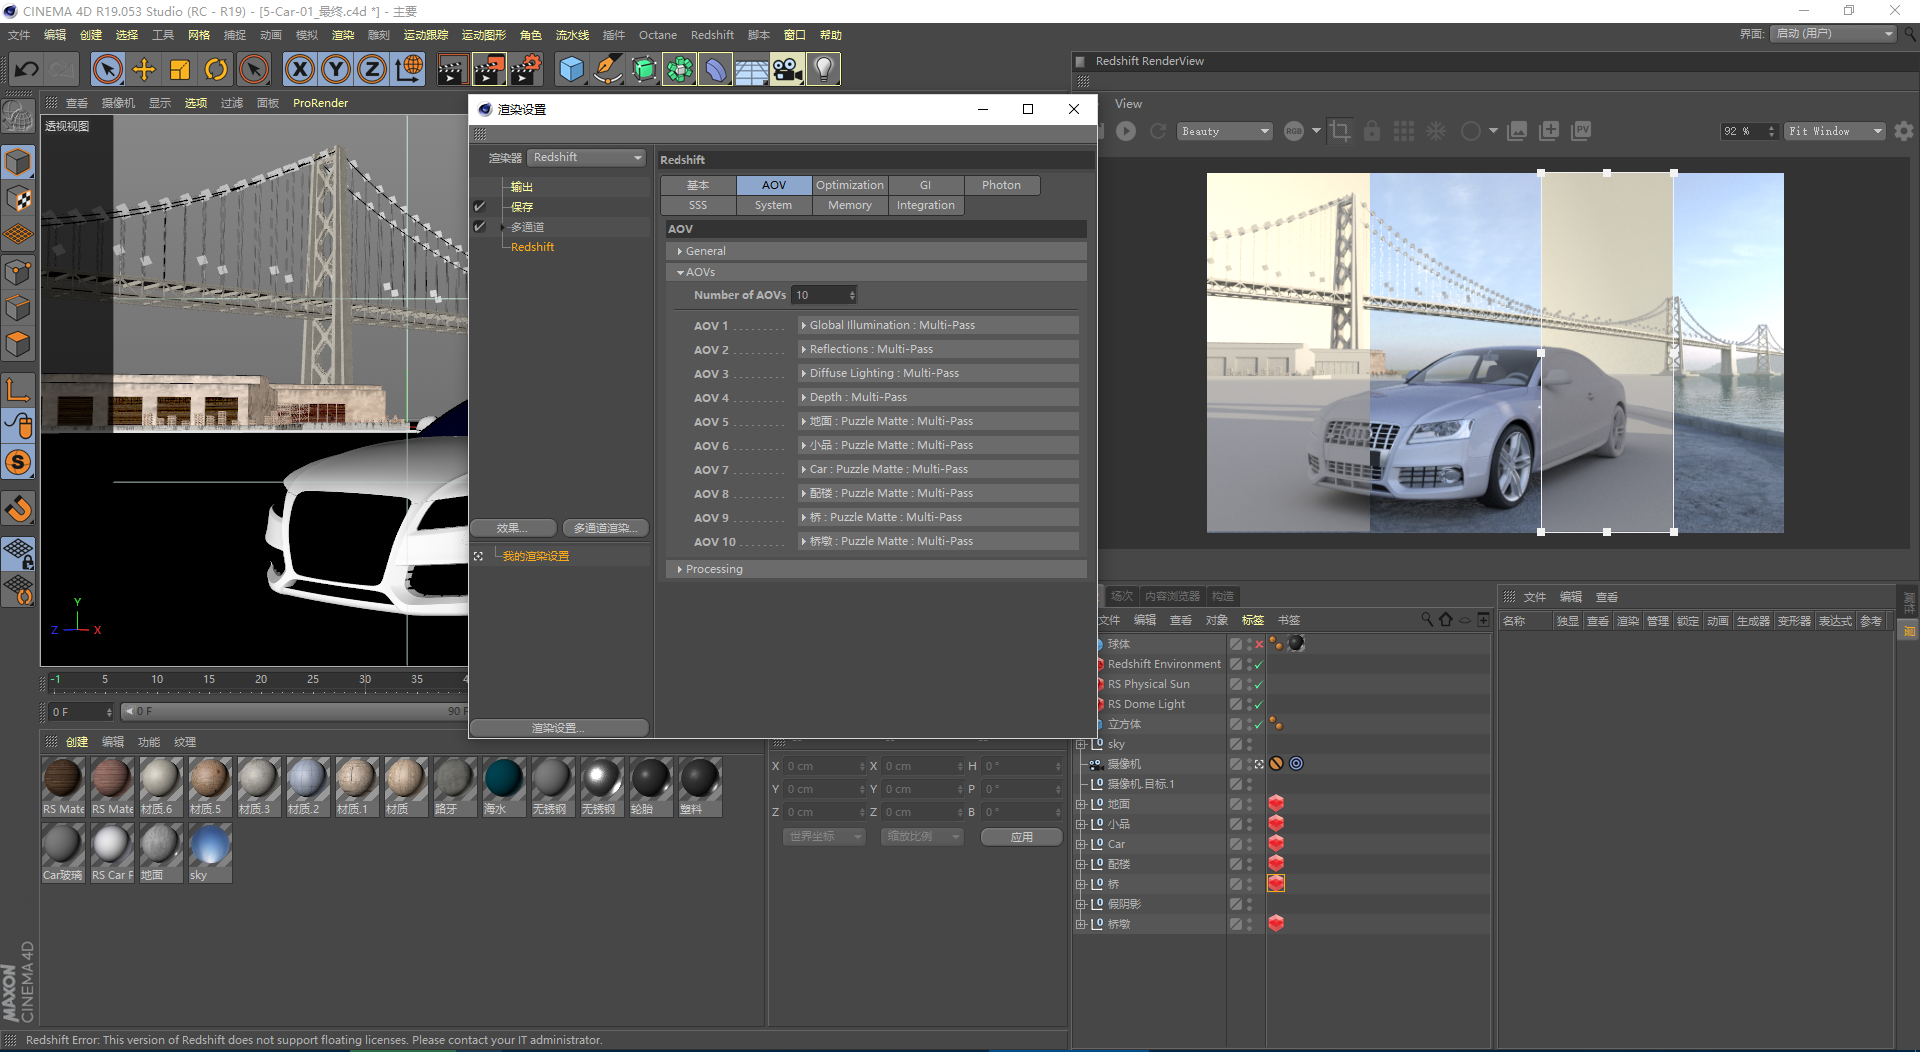 CINEMA 4D R19.053 Studio (RC - R19) - [5-Car-01_最终.c4d *] - 主要
文件 编辑 创建 选择 工具 网格 捕捉 动画 模拟 渲染 雕刻 运动跟踪 运动图形 角色 流水线 插件 Octane Redshift 脚本 窗口 帮助
界面: 启动 (用户)
X Y Z
查看 摄像机 显示 选项 过滤 面板 ProRender
透视视图
Y
Z X
S
Redshift RenderView
View
Beauty RGB PV 92 % Fit Window
渲染设置
渲染器 Redshift
输出
保存
多通道
Redshift
效果... 多通道渲染...
我的渲染设置
渲染设置...
Redshift
基本 AOV Optimization GI Photon
SSS System Memory Integration
AOV
General
AOVs
Number of AOVs 10
AOV 1 . . . . . . . . Global Illumination : Multi-Pass
AOV 2 . . . . . . . . Reflections : Multi-Pass
AOV 3 . . . . . . . . Diffuse Lighting : Multi-Pass
AOV 4 . . . . . . . . Depth : Multi-Pass
AOV 5 . . . . . . . . 地面 : Puzzle Matte : Multi-Pass
AOV 6 . . . . . . . . 小品 : Puzzle Matte : Multi-Pass
AOV 7 . . . . . . . . Car : Puzzle Matte : Multi-Pass
AOV 8 . . . . . . . . 配楼 : Puzzle Matte : Multi-Pass
AOV 9 . . . . . . . . 桥 : Puzzle Matte : Multi-Pass
AOV 10 . . . . . . . 桥墩 : Puzzle Matte : Multi-Pass
Processing
-1 5 10 15 20 25 30 35 4
0 F 0 F 90 F
创建 编辑 功能 纹理
RS Mate RS Mate 材质.6 材质.5 材质.3 材质.2 材质.1 材质 路牙 海水 无锈钢 无锈钢 轮胎 塑料
Car玻璃 RS Car F 地面 sky
X 0 cm X 0 cm H 0 °
Y 0 cm Y 0 cm P 0 °
Z 0 cm Z 0 cm B 0 °
世界坐标 缩放比例 应用
场次 内容浏览器 构造
文件 编辑 查看 对象 标签 书签
球体
Redshift Environment
RS Physical Sun
RS Dome Light
立方体
sky
摄像机
摄像机.目标.1
地面
小品
Car
配楼
桥
假阴影
桥墩
文件 编辑 查看
名称 独显 查看 渲染 管理 锁定 动画 生成器 变形器 表达式 参考
MAXON
CINEMA 4D
Redshift Error: This version of Redshift does not support floating licenses. Please contact your IT administrator.